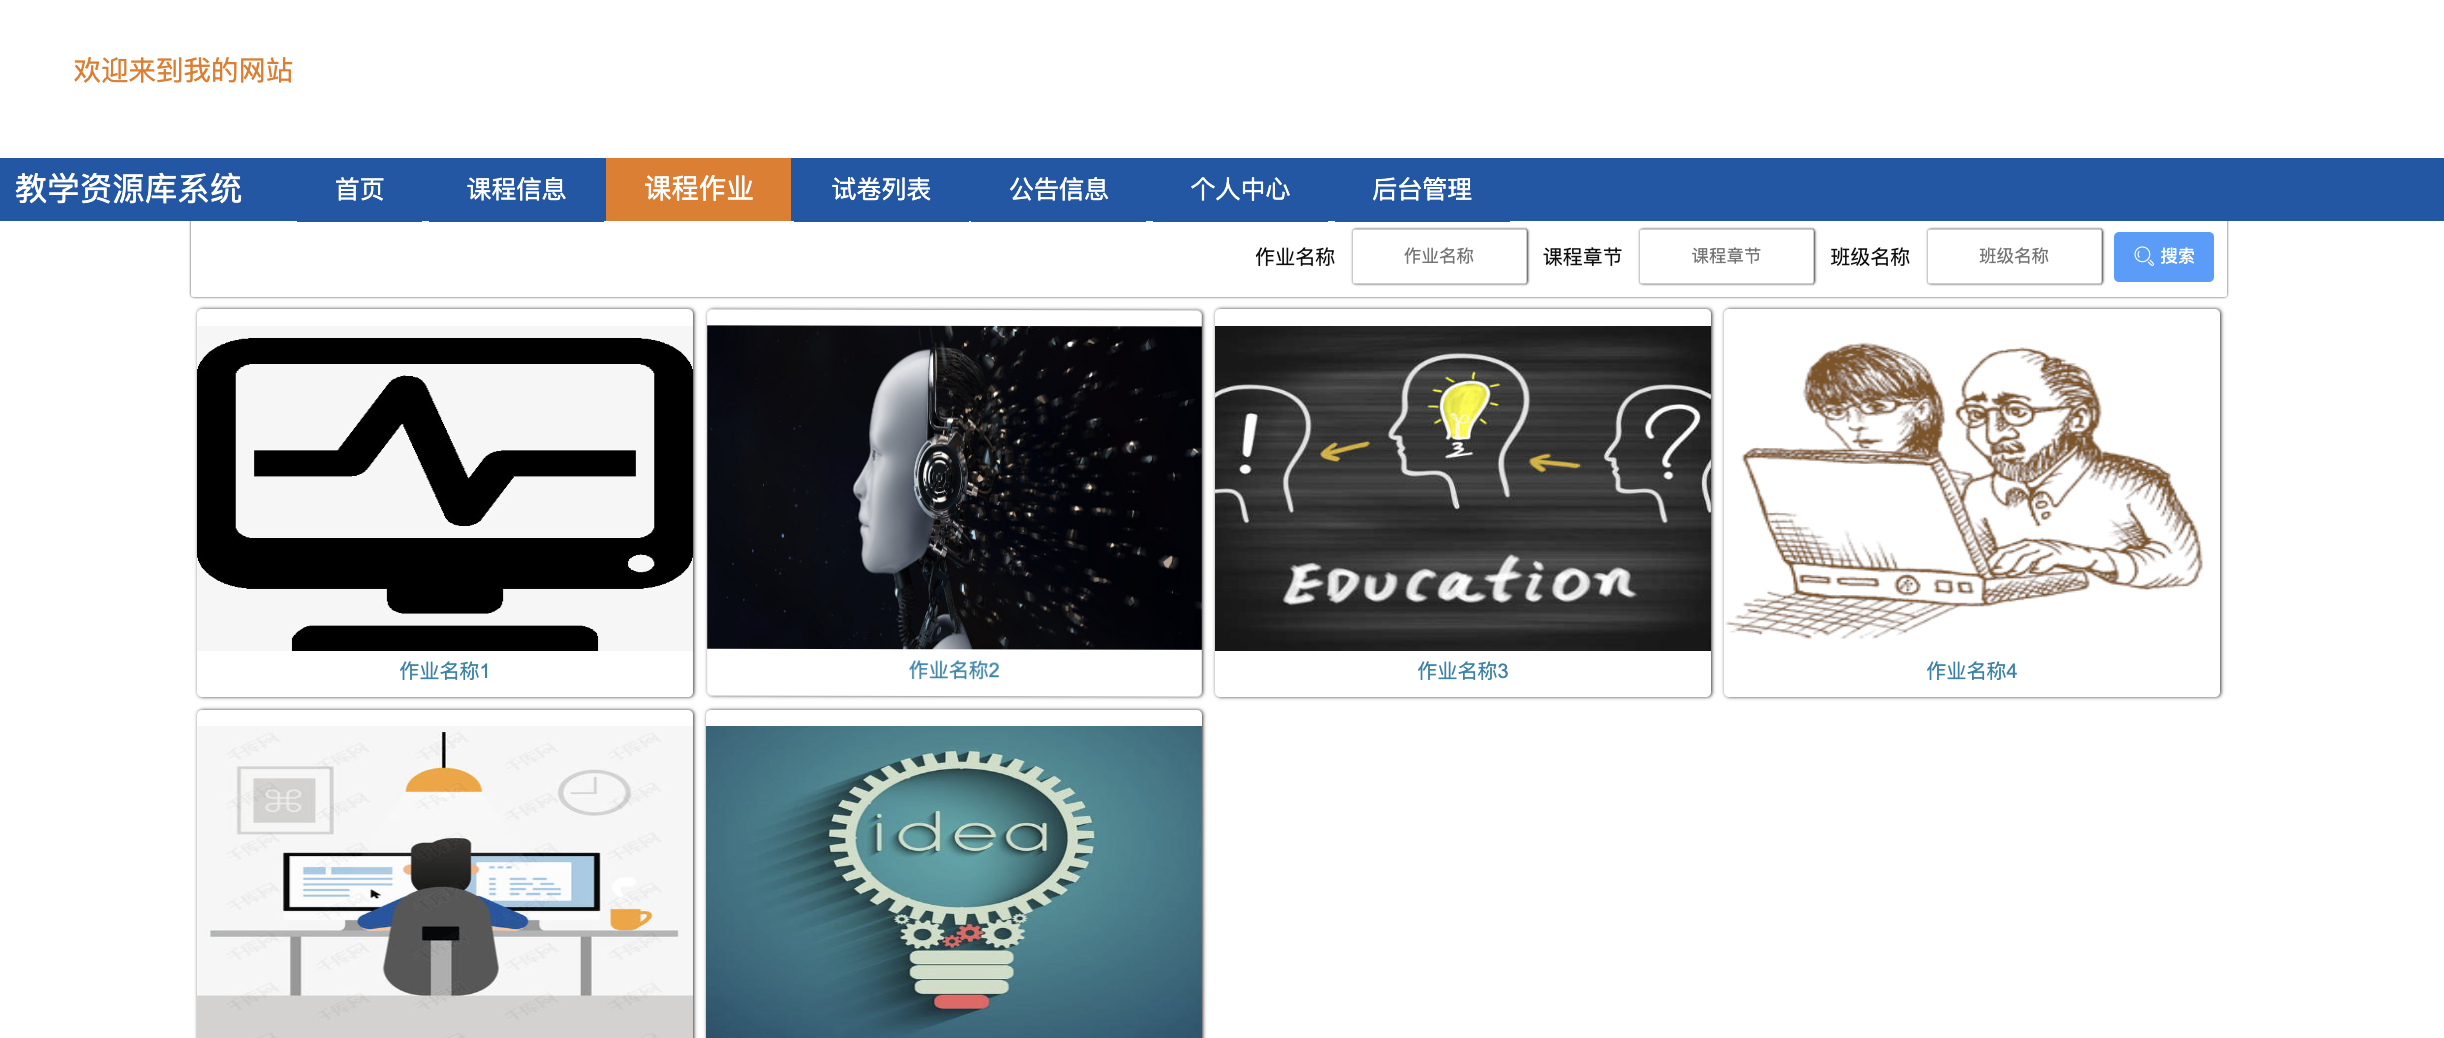 欢迎来到我的网站
教学资源库系统 首页 课程信息 课程作业 试卷列表 公告信息 个人中心 后台管理
作业名称 作业名称 课程章节 课程章节 班级名称 班级名称 搜索
! ?
EDucation
作业名称1 作业名称2 作业名称3 作业名称4
千库网
idea